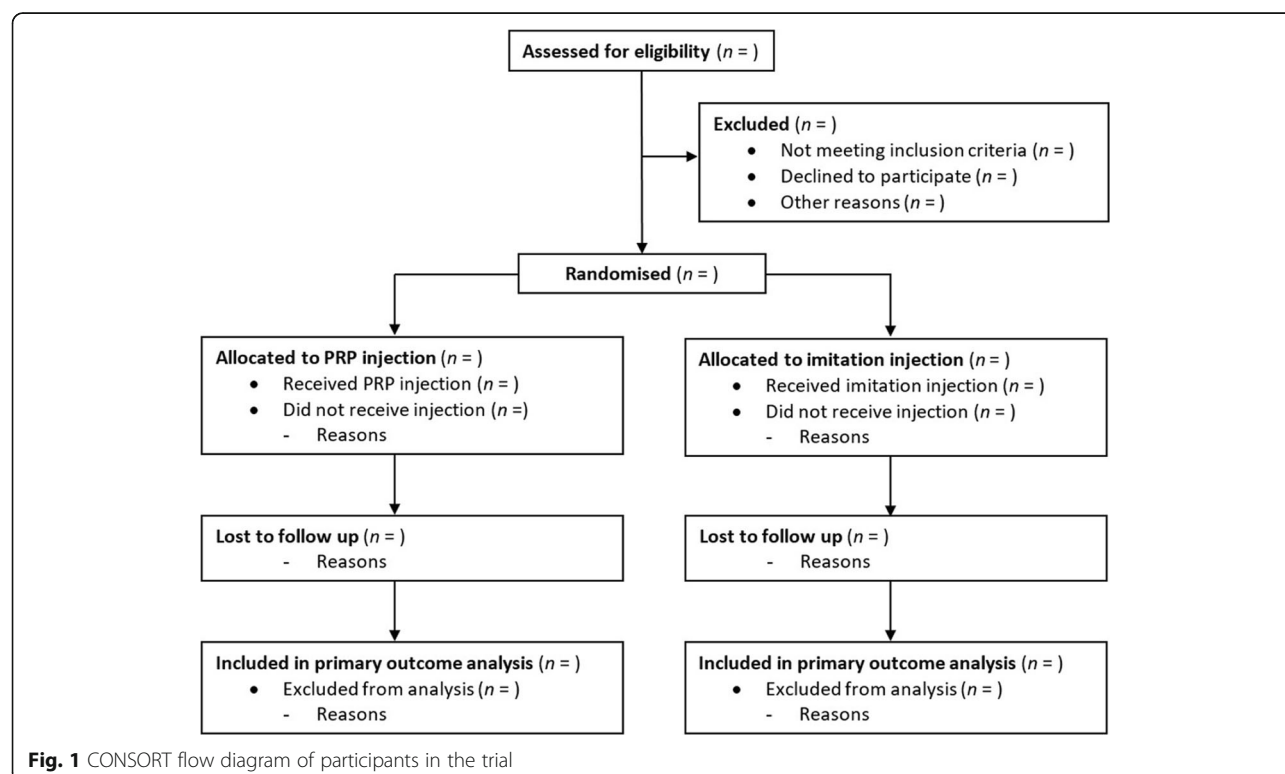 Assessed for eligibility (n = )
Excluded (n = )
• Not meeting inclusion criteria (n = )
• Declined to participate (n = )
• Other reasons (n = )
Randomised (n = )
Allocated to PRP injection (n = )
• Received PRP injection (n = )
• Did not receive injection (n =)
- Reasons
Allocated to imitation injection (n = )
• Received imitation injection (n = )
• Did not receive injection (n = )
- Reasons
Lost to follow up (n = )
- Reasons
Lost to follow up (n = )
- Reasons
Included in primary outcome analysis (n = )
• Excluded from analysis (n = )
- Reasons
Included in primary outcome analysis (n = )
• Excluded from analysis (n = )
- Reasons
Fig. 1 CONSORT flow diagram of participants in the trial